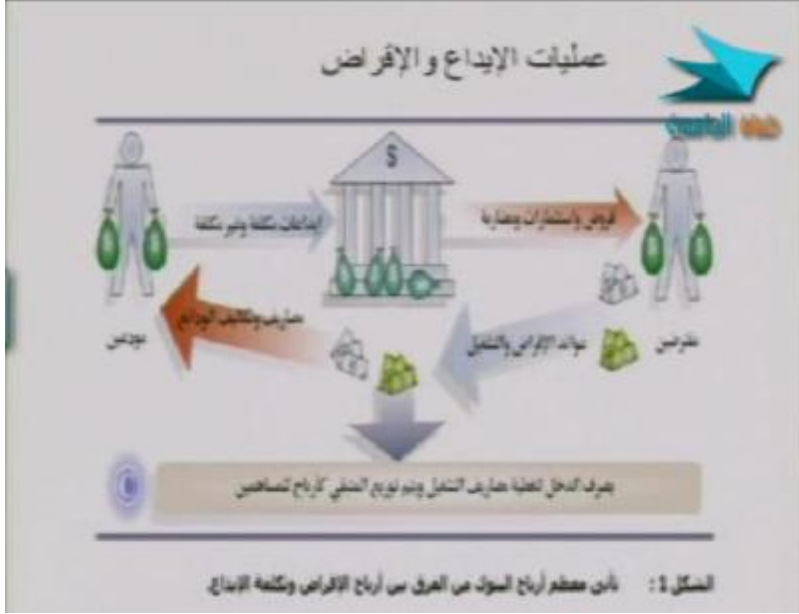 عمليات الإيداع والإقراض
$
إيداعات مكلفة وغير مكلفة
قروض واستثمارات ومضاربة
مصاريف وتكاليف الودائع
عوائد الإقراض والتشغيل
مودعين
مقترضين
يصرف الدخل لتغطية مصاريف التشغيل ويتم توزيع المتبقي كأرباح للمساهمين
الشكل 1: تأتي معظم أرباح البنوك من الفرق بين أرباح الإقراض وتكلفة الإيداع.